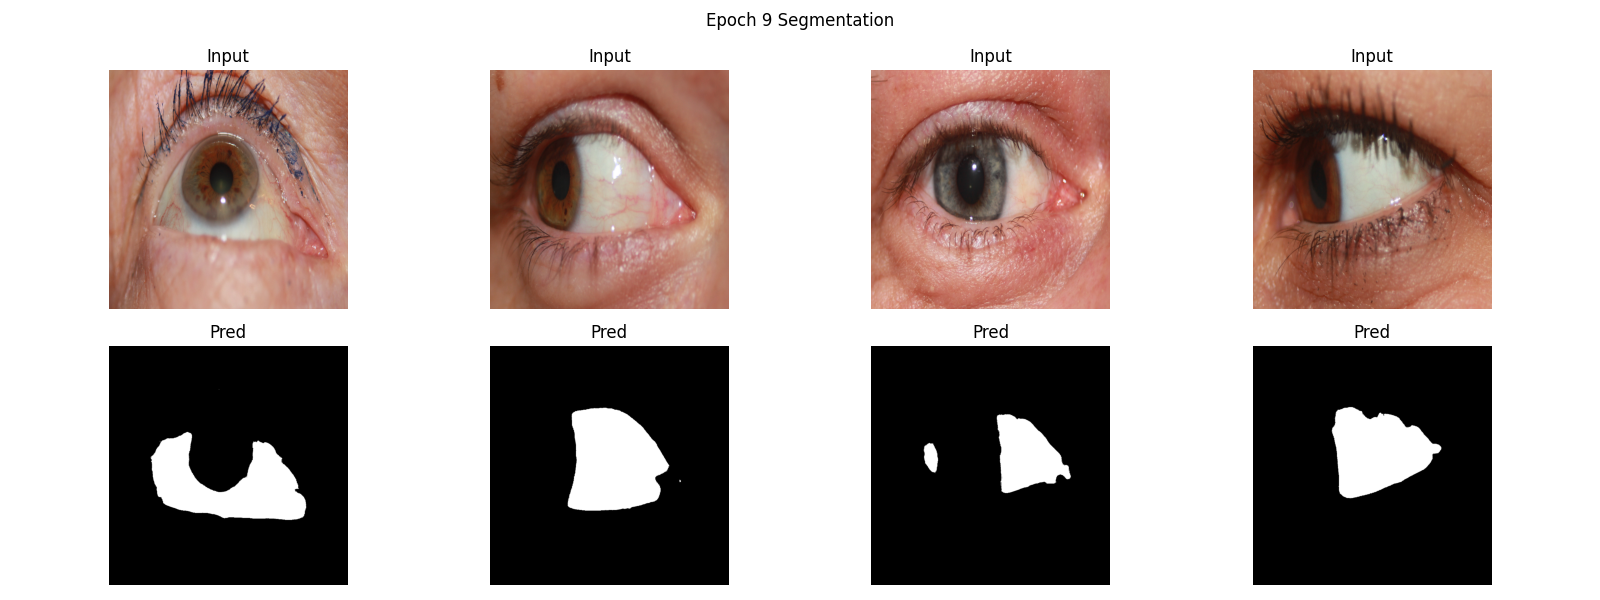 Epoch 9 Segmentation
Input Input Input Input
Pred Pred Pred Pred